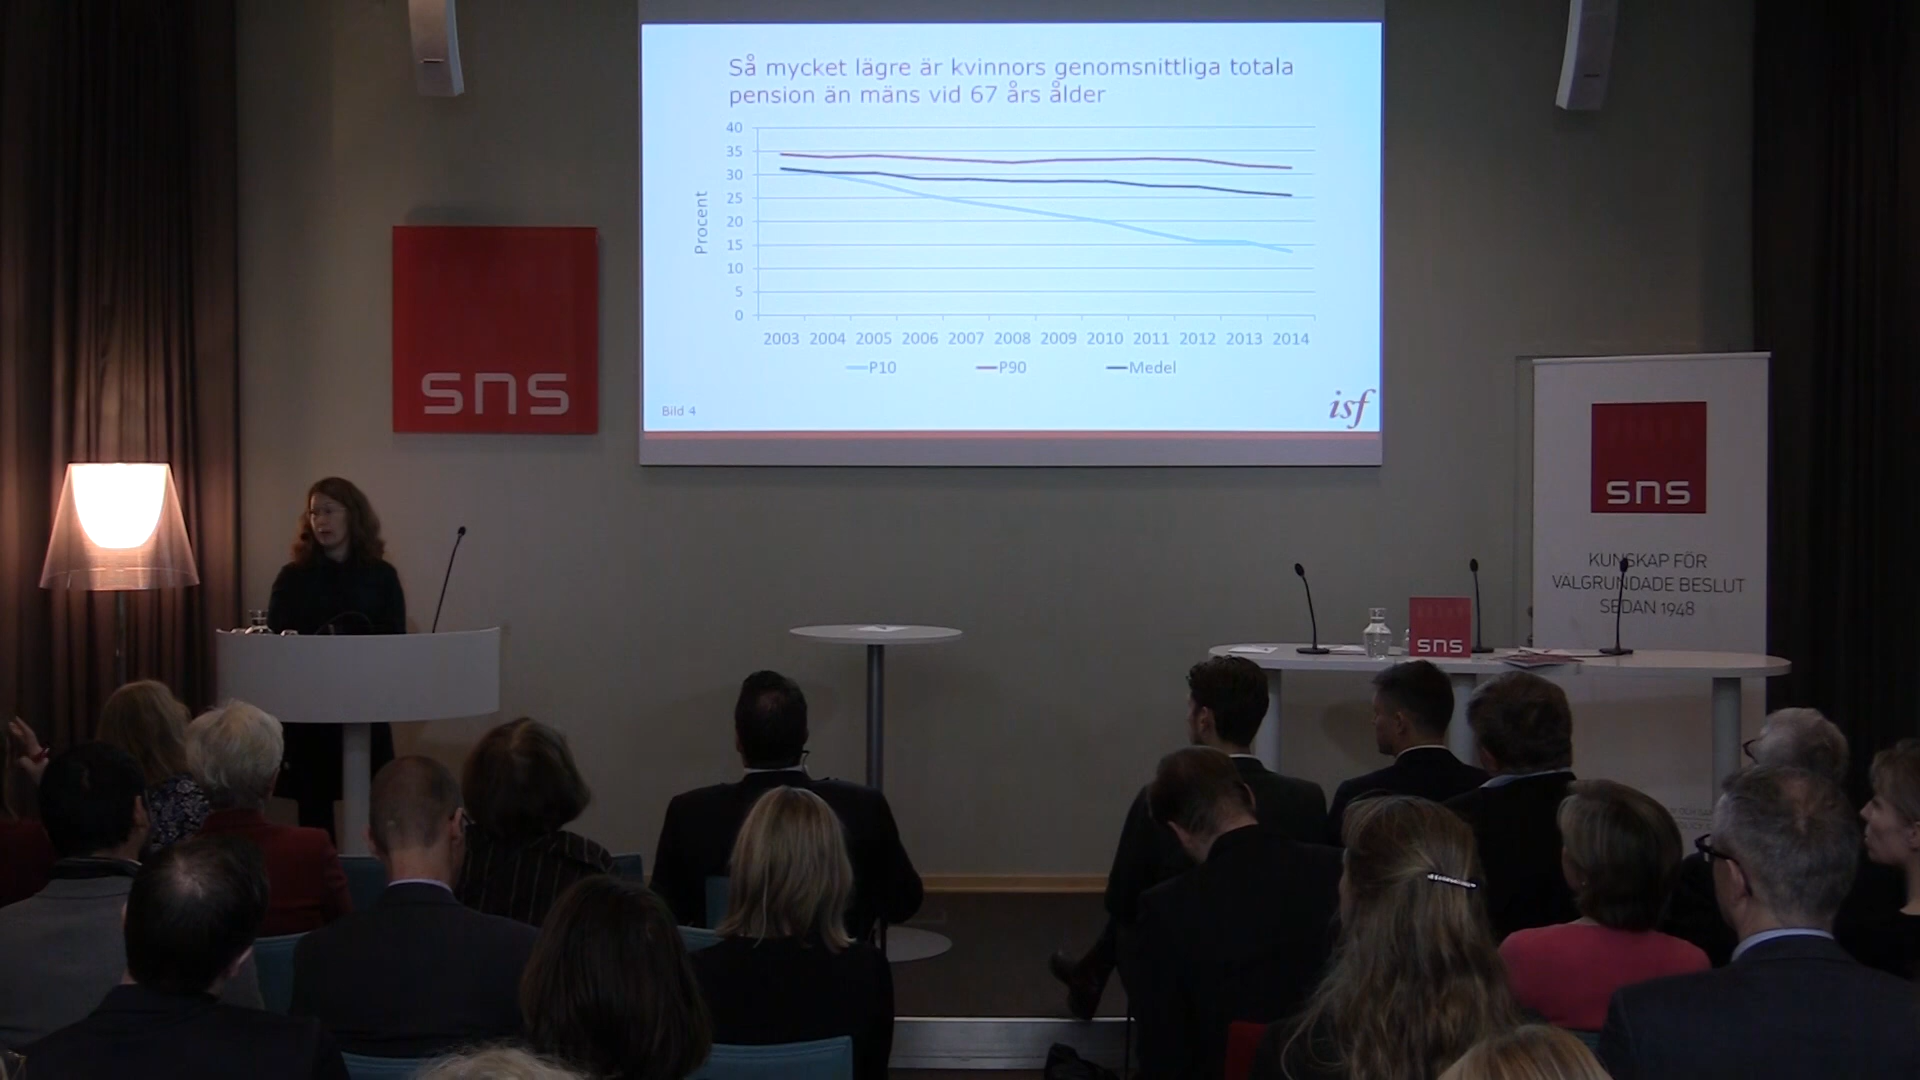 Så mycket lägre är kvinnors genomsnittliga totala
pension än mäns vid 67 års ålder
40
35
30
25
20
15
10
5
0
Procent
2003 2004 2005 2006 2007 2008 2009 2010 2011 2012 2013 2014
P10 P90 Medel
Bild 4
isf
sns
sns
KUNSKAP FÖR
VÄLGRUNDADE BESLUT
SEDAN 1948
sns